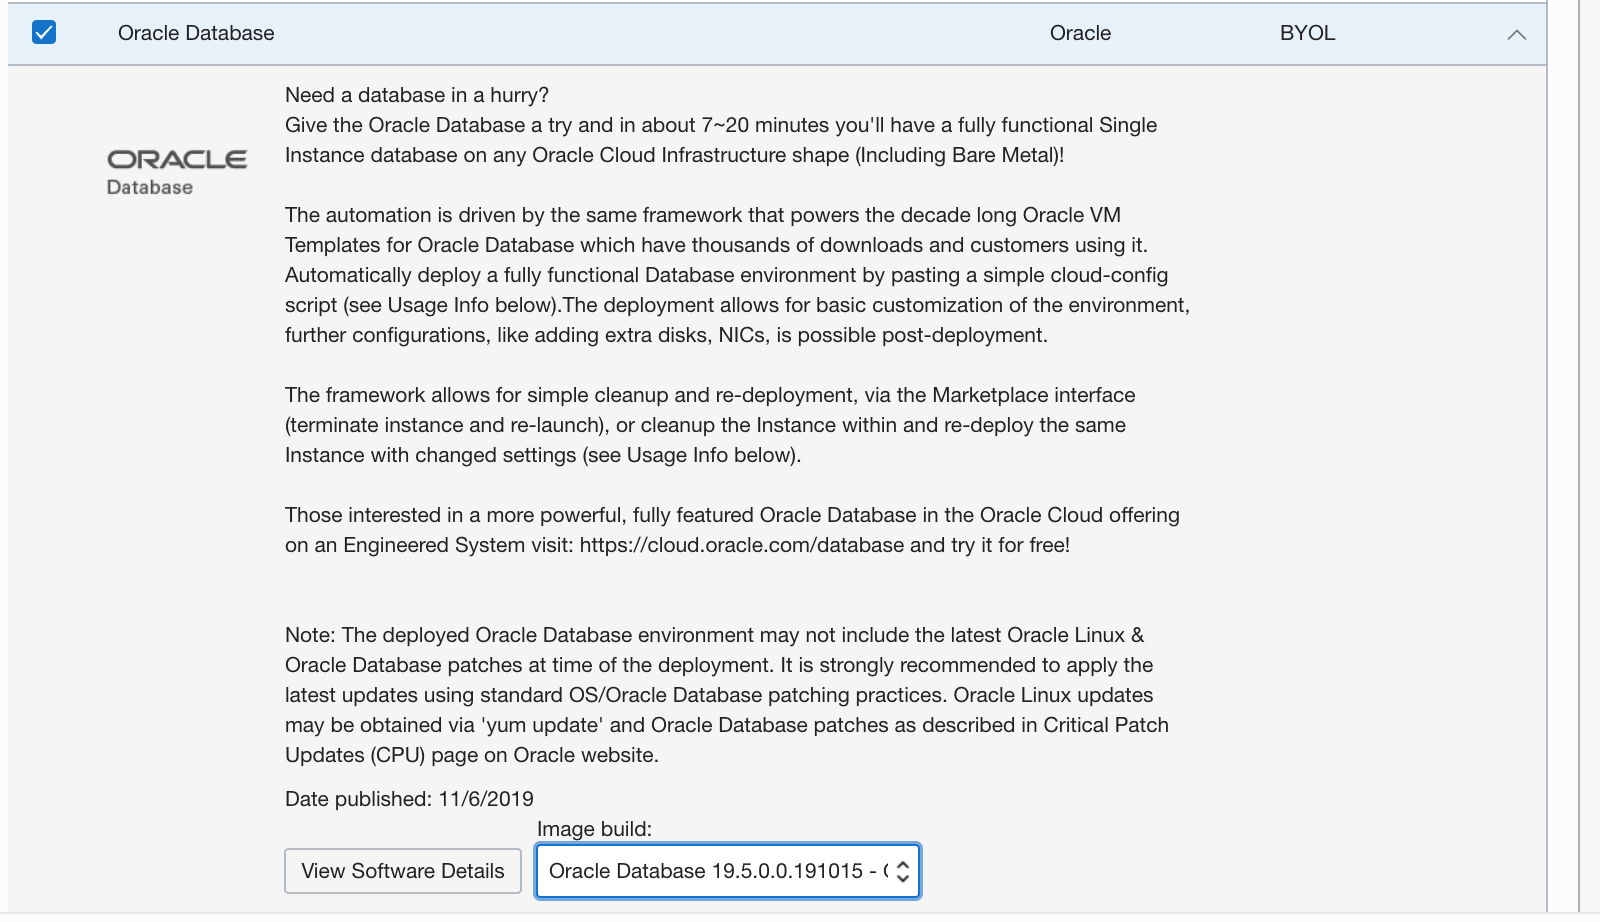 Oracle Database Oracle BYOL
ORACLE
Database
Need a database in a hurry?
Give the Oracle Database a try and in about 7~20 minutes you'll have a fully functional Single
Instance database on any Oracle Cloud Infrastructure shape (Including Bare Metal)!
The automation is driven by the same framework that powers the decade long Oracle VM
Templates for Oracle Database which have thousands of downloads and customers using it.
Automatically deploy a fully functional Database environment by pasting a simple cloud-config
script (see Usage Info below).The deployment allows for basic customization of the environment,
further configurations, like adding extra disks, NICs, is possible post-deployment.
The framework allows for simple cleanup and re-deployment, via the Marketplace interface
(terminate instance and re-launch), or cleanup the Instance within and re-deploy the same
Instance with changed settings (see Usage Info below).
Those interested in a more powerful, fully featured Oracle Database in the Oracle Cloud offering
on an Engineered System visit: https://cloud.oracle.com/database and try it for free!
Note: The deployed Oracle Database environment may not include the latest Oracle Linux &
Oracle Database patches at time of the deployment. It is strongly recommended to apply the
latest updates using standard OS/Oracle Database patching practices. Oracle Linux updates
may be obtained via 'yum update' and Oracle Database patches as described in Critical Patch
Updates (CPU) page on Oracle website.
Date published: 11/6/2019
Image build:
View Software Details
Oracle Database 19.5.0.0.191015 -